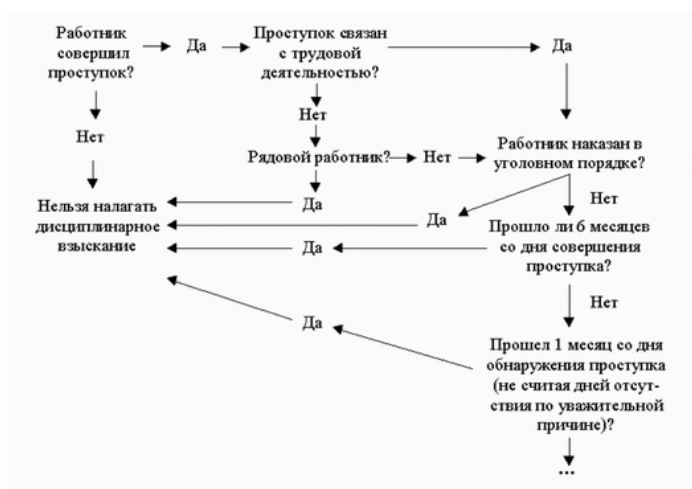 Работник
совершил
проступок?
Да
Проступок связан
с трудовой
деятельностью?
Да
Нет
Нет
Рядовой работник?
Нет
Работник наказан в
уголовном порядке?
Да
Нет
Нельзя налагать
дисциплинарное
взыскание
Да
Прошло ли 6 месяцев
со дня совершения
проступка?
Да
Нет
Да
Прошел 1 месяц со дня
обнаружения проступка
(не считая дней отсут-
ствия по уважительной
причине)?
...